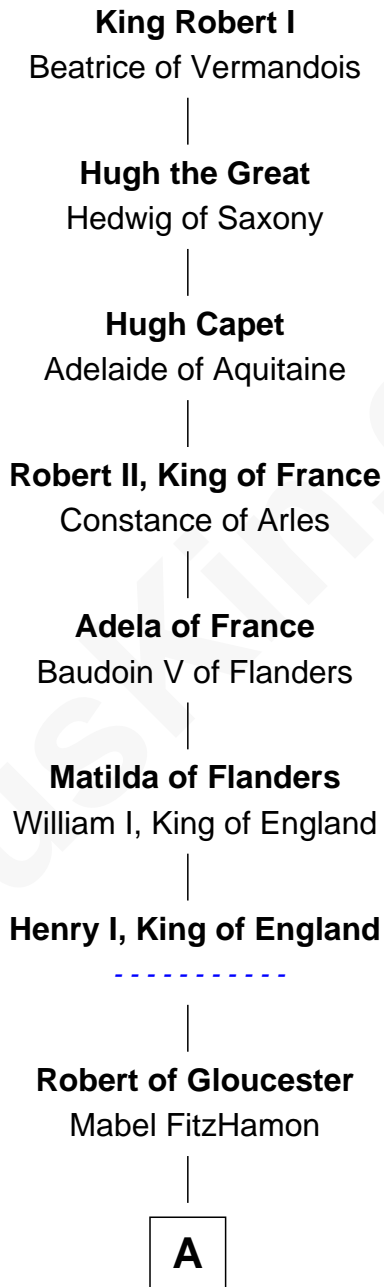 King Robert I
Beatrice of Vermandois
Hugh the Great
Hedwig of Saxony
Hugh Capet
Adelaide of Aquitaine
Robert II, King of France
Constance of Arles
Adela of France
Baudoin V of Flanders
Matilda of Flanders
William I, King of England
Henry I, King of England
- - - - - - - - - - -
Robert of Gloucester
Mabel FitzHamon
A